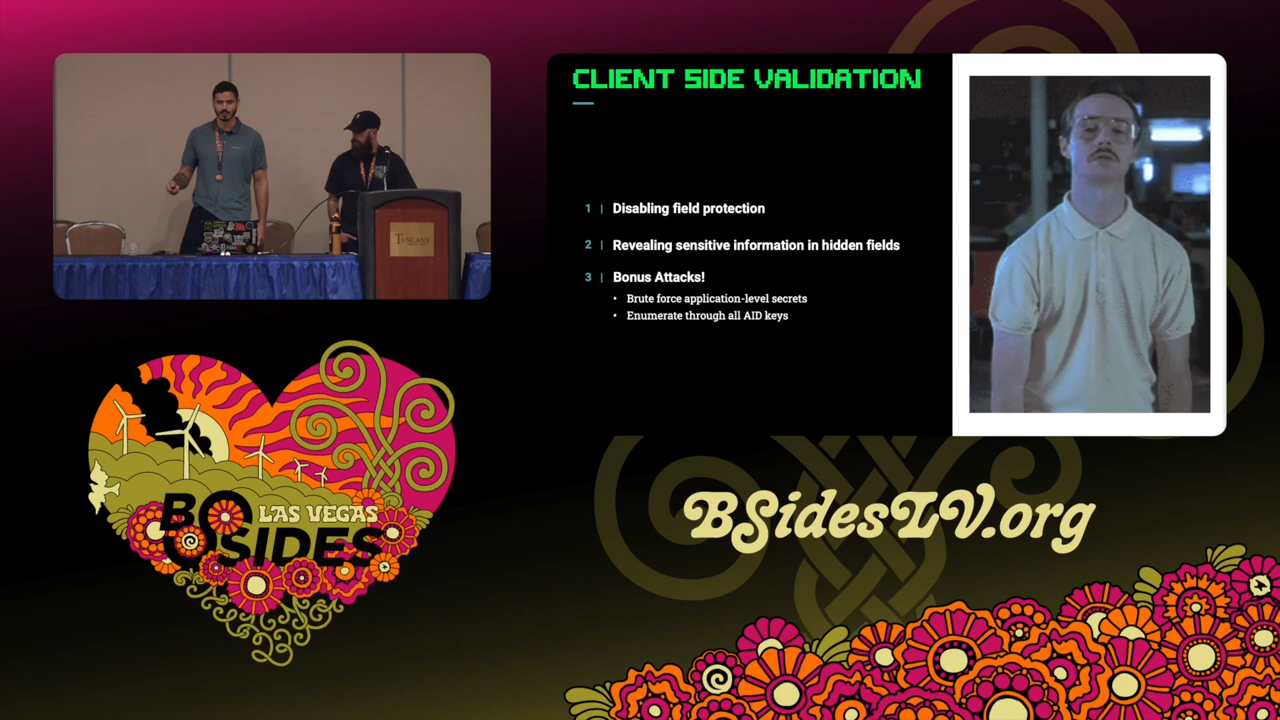 CLIENT SIDE VALIDATION
1 | Disabling field protection
2 | Revealing sensitive information in hidden fields
3 | Bonus Attacks!
• Brute force application-level secrets
• Enumerate through all AID keys
TUSCANY
LAS VEGAS
BSIDES
BSidesLV.org